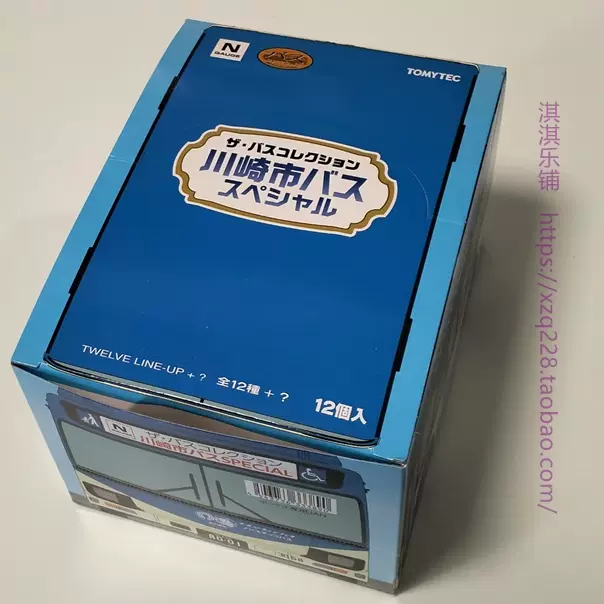 N
GAUGE
TOMYTEC
ザ・バスコレクション
川崎市バス
スペシャル
TWELVE LINE-UP + ? 全12種 + ?
12個入
N
ザ・バスコレクション
川崎市バスSPECIAL
80-01
淇淇乐铺 https://xzq228.taobao.com/